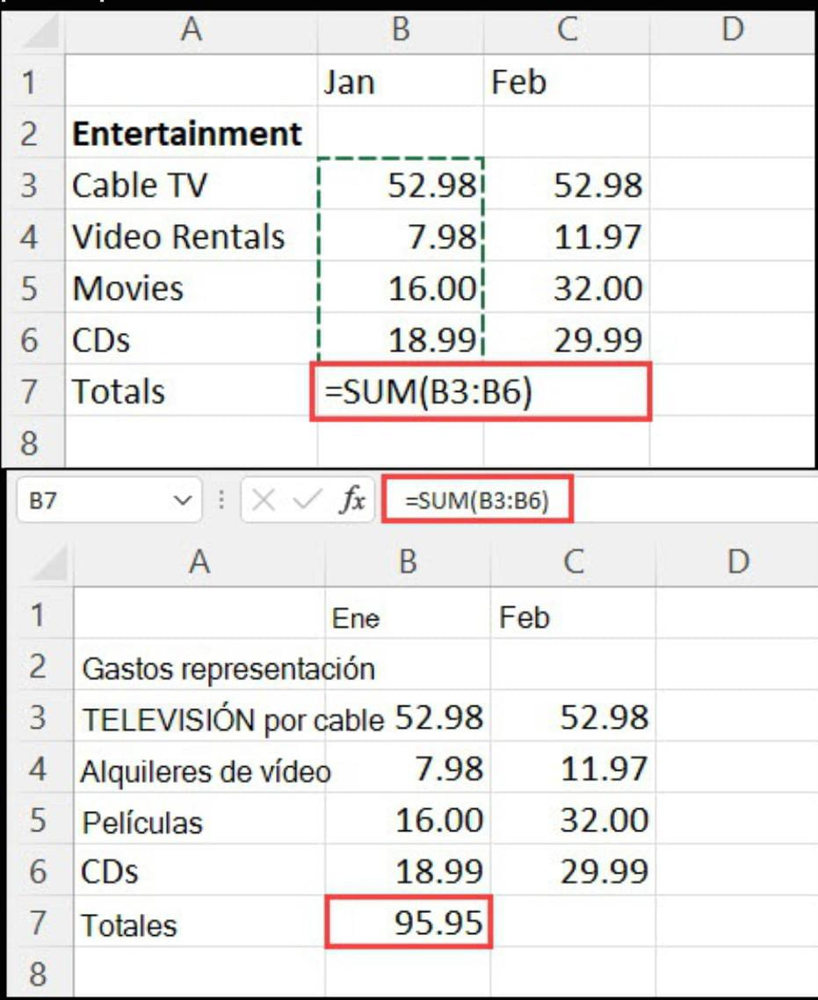 A B C D
1 Jan Feb
2 Entertainment
3 Cable TV 52.98 52.98
4 Video Rentals 7.98 11.97
5 Movies 16.00 32.00
6 CDs 18.99 29.99
7 Totals =SUM(B3:B6)
8
B7 fx =SUM(B3:B6)
A B C D
1 Ene Feb
2 Gastos representación
3 TELEVISIÓN por cable 52.98 52.98
4 Alquileres de vídeo 7.98 11.97
5 Películas 16.00 32.00
6 CDs 18.99 29.99
7 Totales 95.95
8